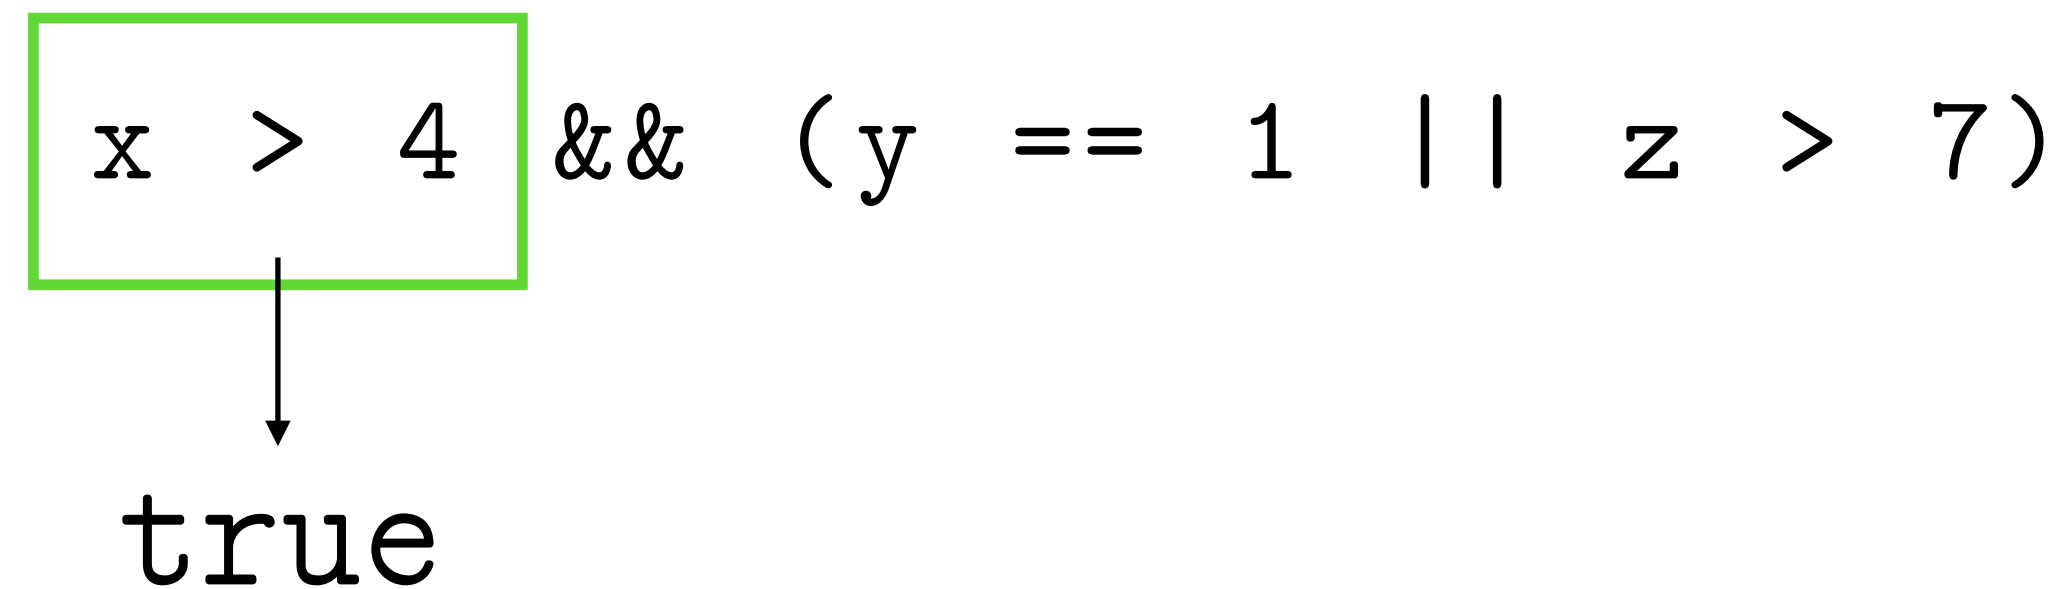 x > 4 && (y == 1 || z > 7)
true